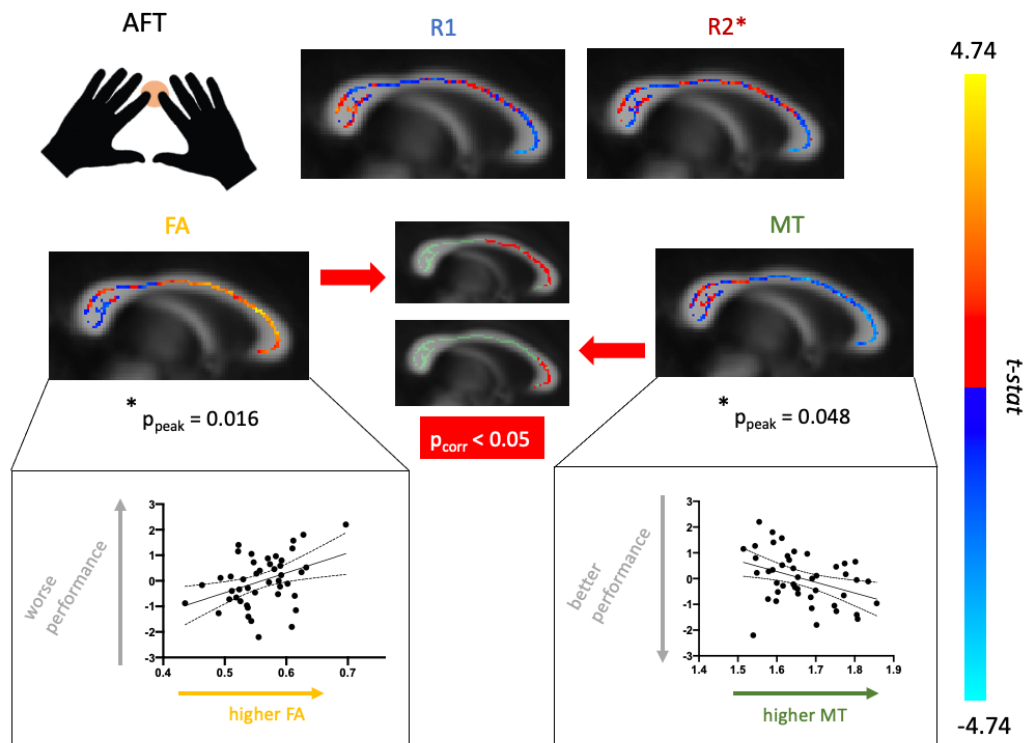 AFT
R1
R2*
4.74
FA
MT
t-stat
*
p_peak = 0.016
*
p_peak = 0.048
p_corr < 0.05
-4.74
worse
performance
3
2
1
0
-1
-2
-3
0.4 0.5 0.6 0.7
higher FA
better
performance
3
2
1
0
-1
-2
-3
1.4 1.5 1.6 1.7 1.8 1.9
higher MT